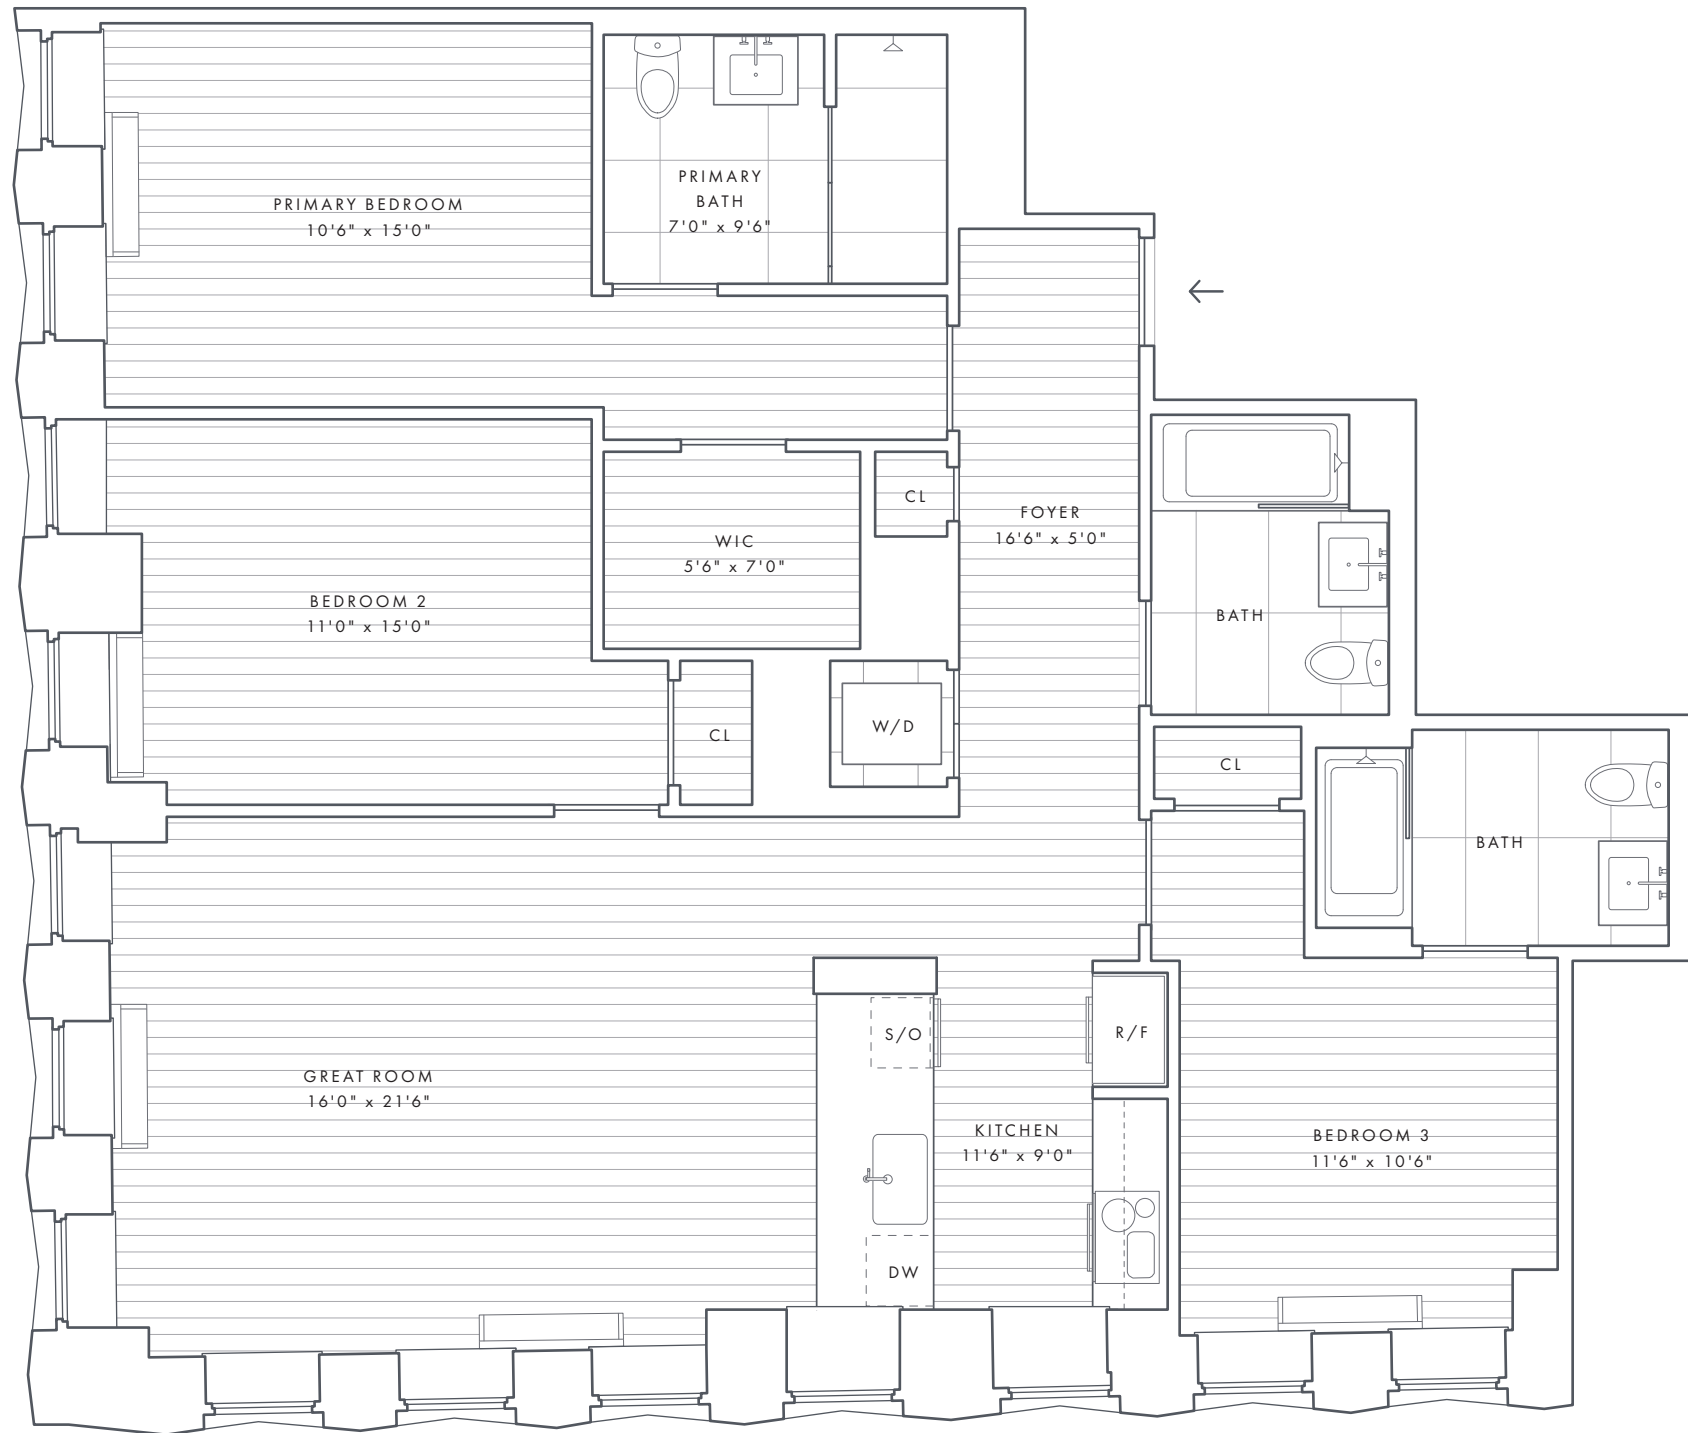 PRIMARY BEDROOM
10'6" x 15'0"
PRIMARY
BATH
7'0" x 9'6"
CL
WIC
5'6" x 7'0"
FOYER
16'6" x 5'0"
BEDROOM 2
11'0" x 15'0"
BATH
CL
W/D
CL
BATH
S/O
R/F
GREAT ROOM
16'0" x 21'6"
KITCHEN
11'6" x 9'0"
BEDROOM 3
11'6" x 10'6"
DW